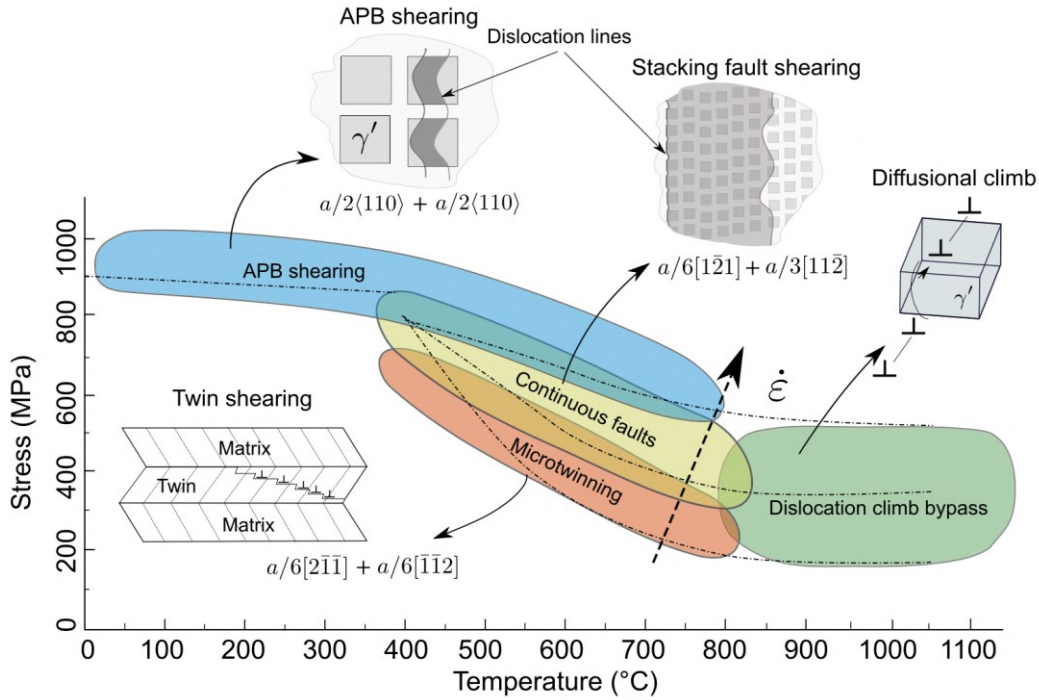 APB shearing
Dislocation lines
Stacking fault shearing
Diffusional climb
γ'
γ'
a/2⟨110⟩ + a/2⟨110⟩
a/6[12̄1] + a/3[112̄]
1000
800
600
400
200
0
Stress (MPa)
APB shearing
Continuous faults
Microtwinning
Dislocation climb bypass
ε̇
Twin shearing
Matrix
Twin
Matrix
a/6[21̄1̄] + a/6[1̄1̄2]
0
100
200
300
400
500
600
700
800
900
1000
1100
Temperature (°C)